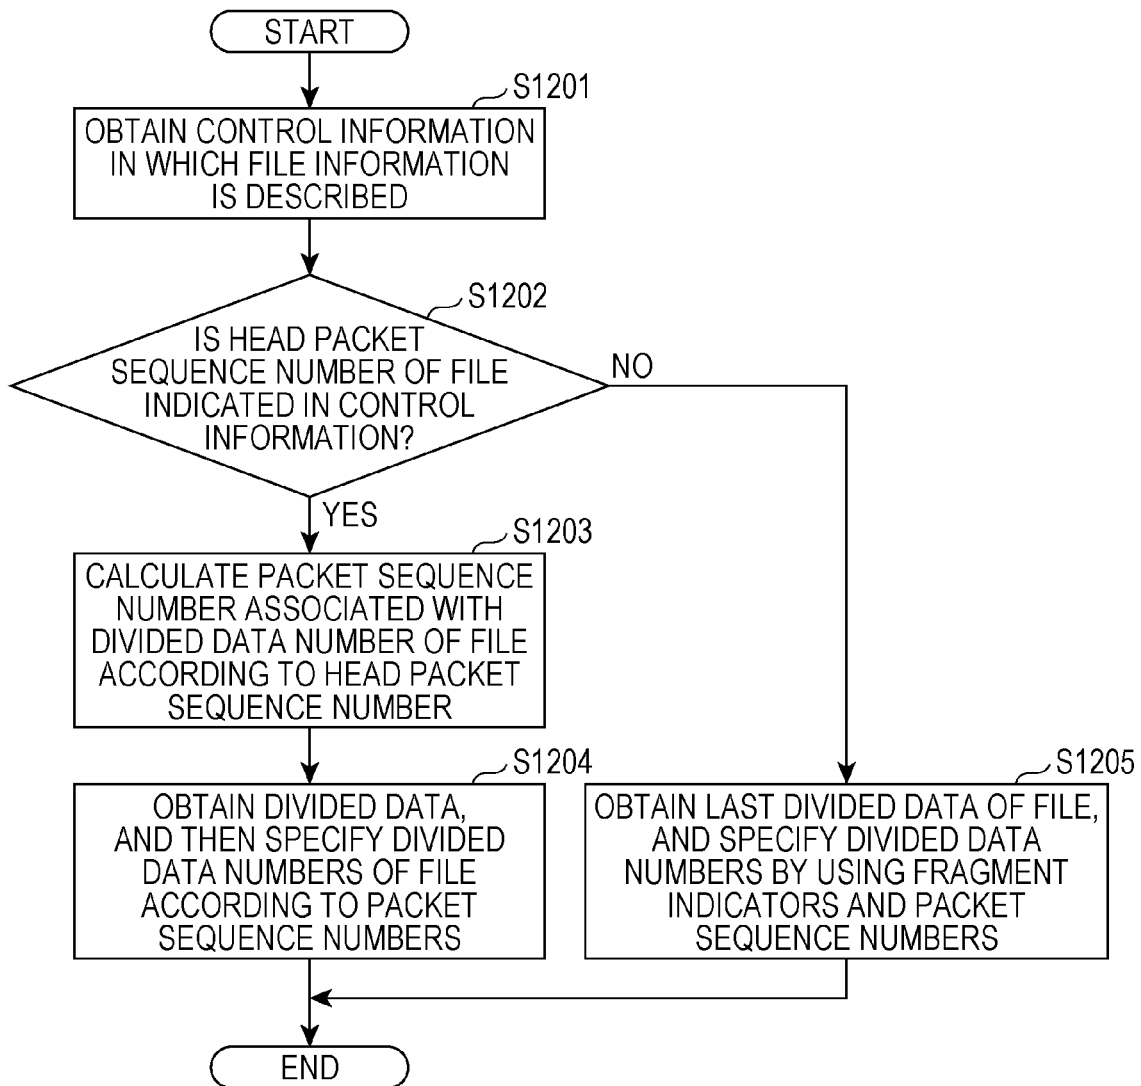 START
S1201
OBTAIN CONTROL INFORMATION
IN WHICH FILE INFORMATION
IS DESCRIBED
S1202
IS HEAD PACKET
SEQUENCE NUMBER OF FILE
INDICATED IN CONTROL
INFORMATION?
NO
YES
S1203
CALCULATE PACKET SEQUENCE
NUMBER ASSOCIATED WITH
DIVIDED DATA NUMBER OF FILE
ACCORDING TO HEAD PACKET
SEQUENCE NUMBER
S1204
OBTAIN DIVIDED DATA,
AND THEN SPECIFY DIVIDED
DATA NUMBERS OF FILE
ACCORDING TO PACKET
SEQUENCE NUMBERS
S1205
OBTAIN LAST DIVIDED DATA OF FILE,
AND SPECIFY DIVIDED DATA
NUMBERS BY USING FRAGMENT
INDICATORS AND PACKET
SEQUENCE NUMBERS
END